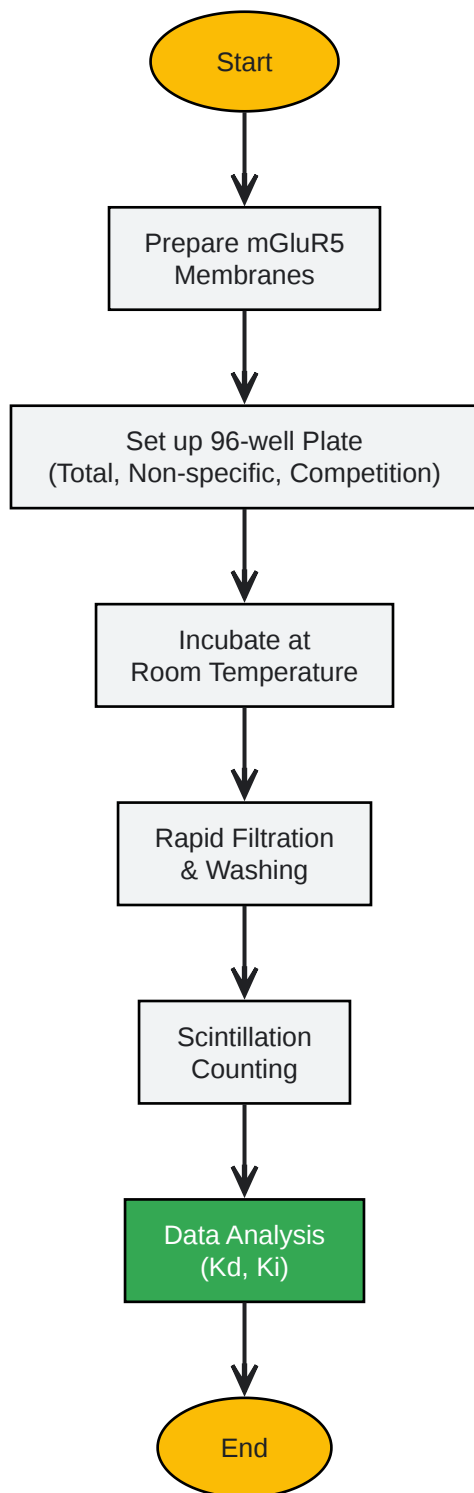 Start
Prepare mGluR5
Membranes
Set up 96-well Plate
(Total, Non-specific, Competition)
Incubate at
Room Temperature
Rapid Filtration
& Washing
Scintillation
Counting
Data Analysis
(Kd, Ki)
End